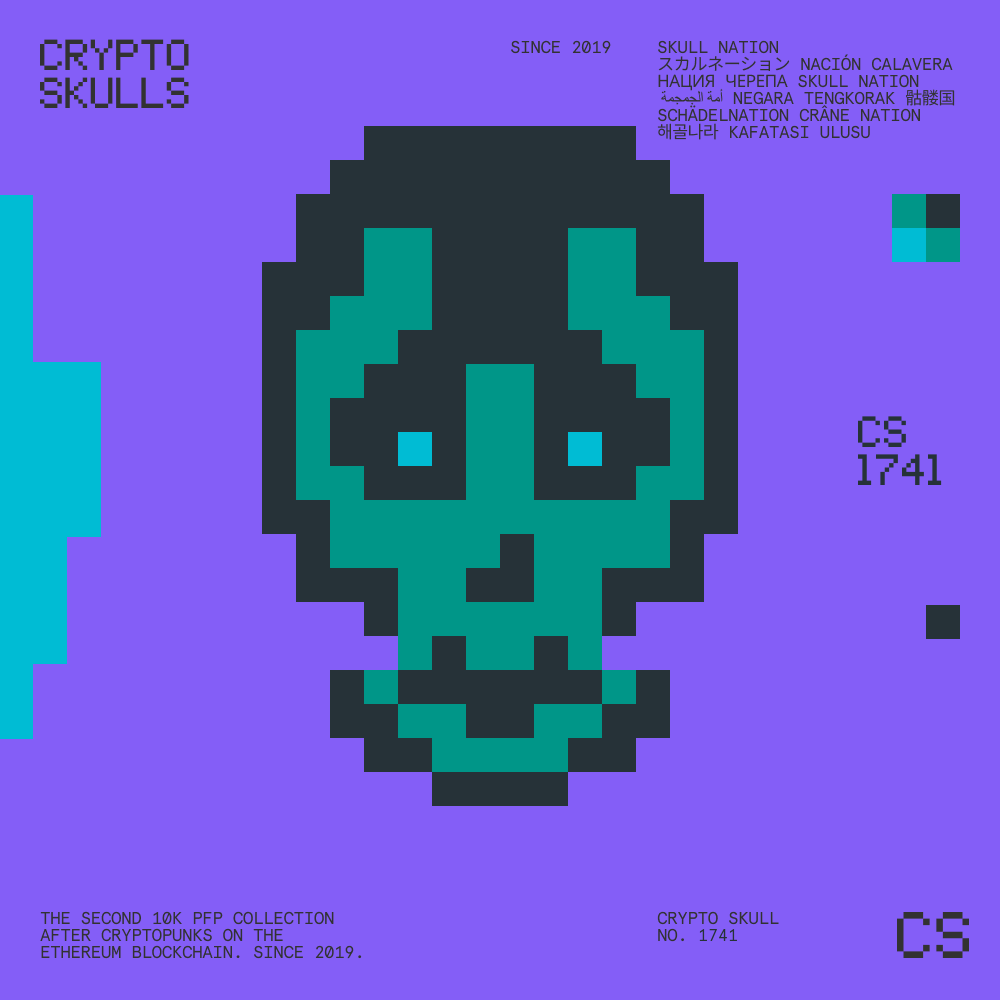 CRYPTO
SKULLS
SINCE 2019
SKULL NATION
スカルネーション NACIÓN CALAVERA
НАЦИЯ ЧЕРЕПА SKULL NATION
أمة الجمجمة NEGARA TENGKORAK 骷髅国
SCHÄDELNATION CRÂNE NATION
해골나라 KAFATASI ULUSU
CS
1741
THE SECOND 10K PFP COLLECTION
AFTER CRYPTOPUNKS ON THE
ETHEREUM BLOCKCHAIN. SINCE 2019.
CRYPTO SKULL
NO. 1741
CS